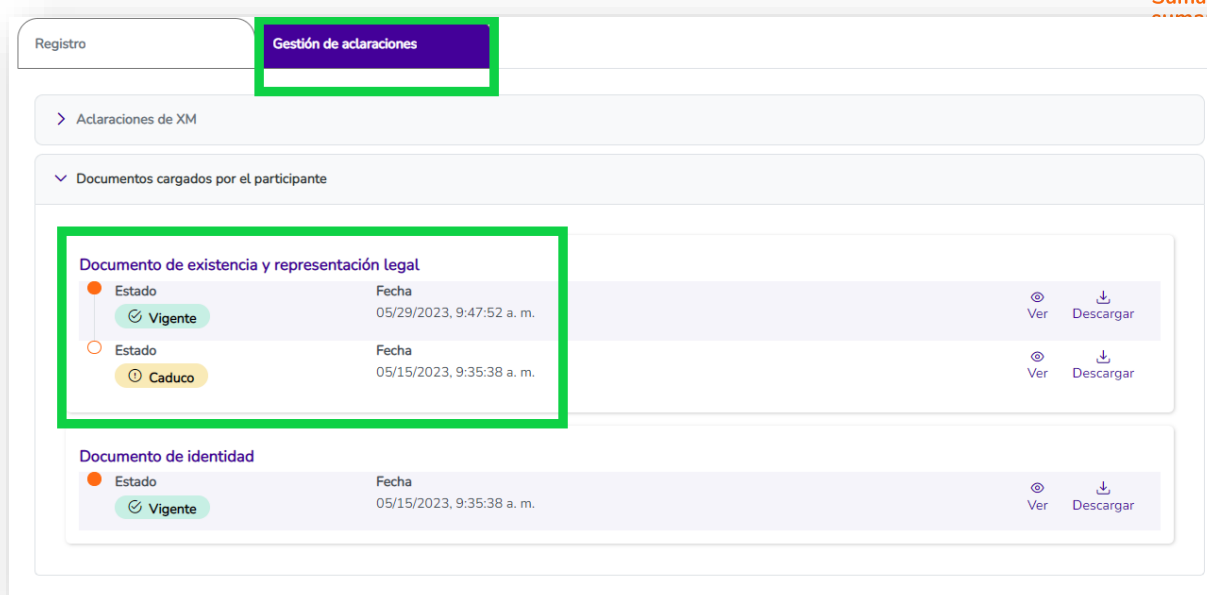 Registro
Gestión de aclaraciones
Aclaraciones de XM
Documentos cargados por el participante
Documento de existencia y representación legal
Estado Fecha
Vigente 05/29/2023, 9:47:52 a. m. Ver Descargar
Estado Fecha
Caduco 05/15/2023, 9:35:38 a. m. Ver Descargar
Documento de identidad
Estado Fecha
Vigente 05/15/2023, 9:35:38 a. m. Ver Descargar